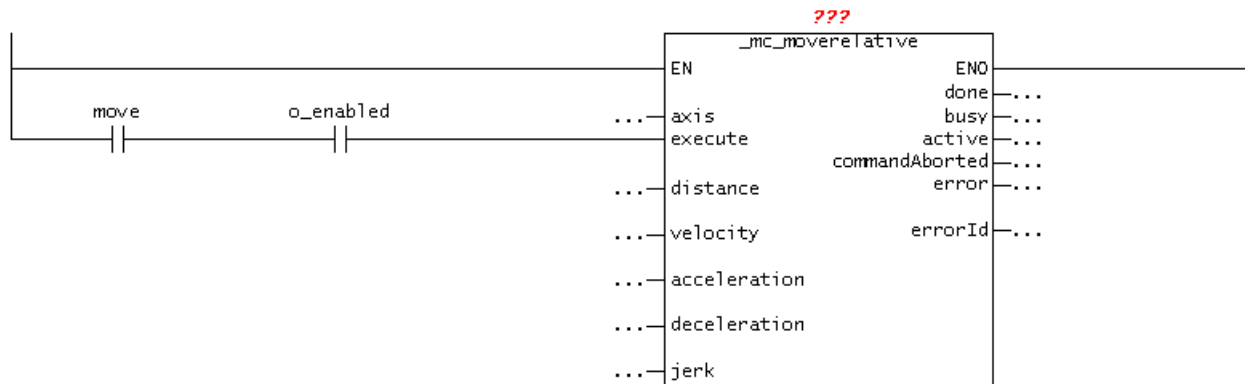 ???
_mc_moverelative
EN ENO
done ...
move o_enabled ... axis busy ...
execute active ...
commandAborted ...
... distance error ...
... velocity errorId ...
... acceleration
... deceleration
... jerk